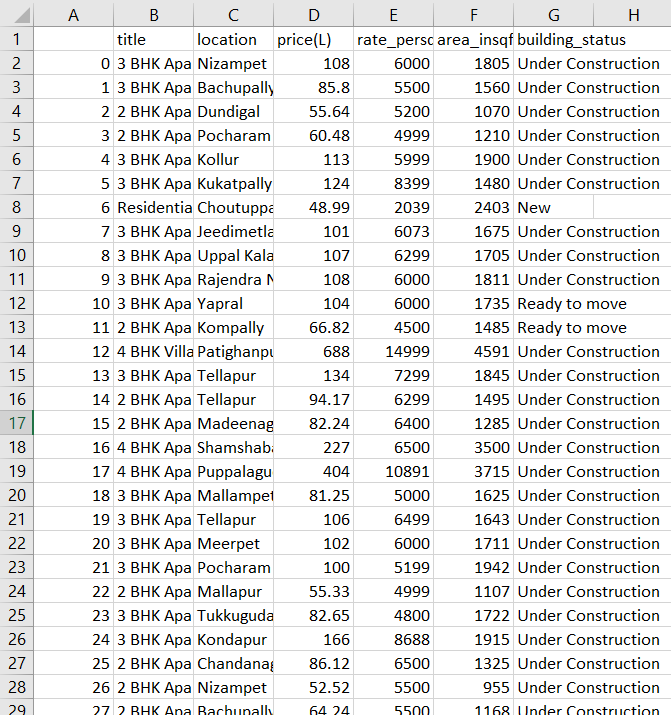 A B C D E F G H
1 title location price(L) rate_persq area_insqf building_status
2 0 3 BHK Apa Nizampet 108 6000 1805 Under Construction
3 1 3 BHK Apa Bachupally 85.8 5500 1560 Under Construction
4 2 2 BHK Apa Dundigal 55.64 5200 1070 Under Construction
5 3 2 BHK Apa Pocharam 60.48 4999 1210 Under Construction
6 4 3 BHK Apa Kollur 113 5999 1900 Under Construction
7 5 3 BHK Apa Kukatpally 124 8399 1480 Under Construction
8 6 Residentia Choutuppa 48.99 2039 2403 New
9 7 3 BHK Apa Jeedimetla 101 6073 1675 Under Construction
10 8 3 BHK Apa Uppal Kala 107 6299 1705 Under Construction
11 9 3 BHK Apa Rajendra N 108 6000 1811 Under Construction
12 10 3 BHK Apa Yapral 104 6000 1735 Ready to move
13 11 2 BHK Apa Kompally 66.82 4500 1485 Ready to move
14 12 4 BHK Villa Patighanpu 688 14999 4591 Under Construction
15 13 3 BHK Apa Tellapur 134 7299 1845 Under Construction
16 14 2 BHK Apa Tellapur 94.17 6299 1495 Under Construction
17 15 2 BHK Apa Madeenag 82.24 6400 1285 Under Construction
18 16 4 BHK Apa Shamshaba 227 6500 3500 Under Construction
19 17 4 BHK Apa Puppalagu 404 10891 3715 Under Construction
20 18 3 BHK Apa Mallampet 81.25 5000 1625 Under Construction
21 19 3 BHK Apa Tellapur 106 6499 1643 Under Construction
22 20 3 BHK Apa Meerpet 102 6000 1711 Under Construction
23 21 3 BHK Apa Pocharam 100 5199 1942 Under Construction
24 22 2 BHK Apa Mallapur 55.33 4999 1107 Under Construction
25 23 3 BHK Apa Tukkuguda 82.65 4800 1722 Under Construction
26 24 3 BHK Apa Kondapur 166 8688 1915 Under Construction
27 25 2 BHK Apa Chandanag 86.12 6500 1325 Under Construction
28 26 2 BHK Apa Nizampet 52.52 5500 955 Under Construction
29 27 2 BHK Apa Bachupally 64.24 5500 1168 Under Construction